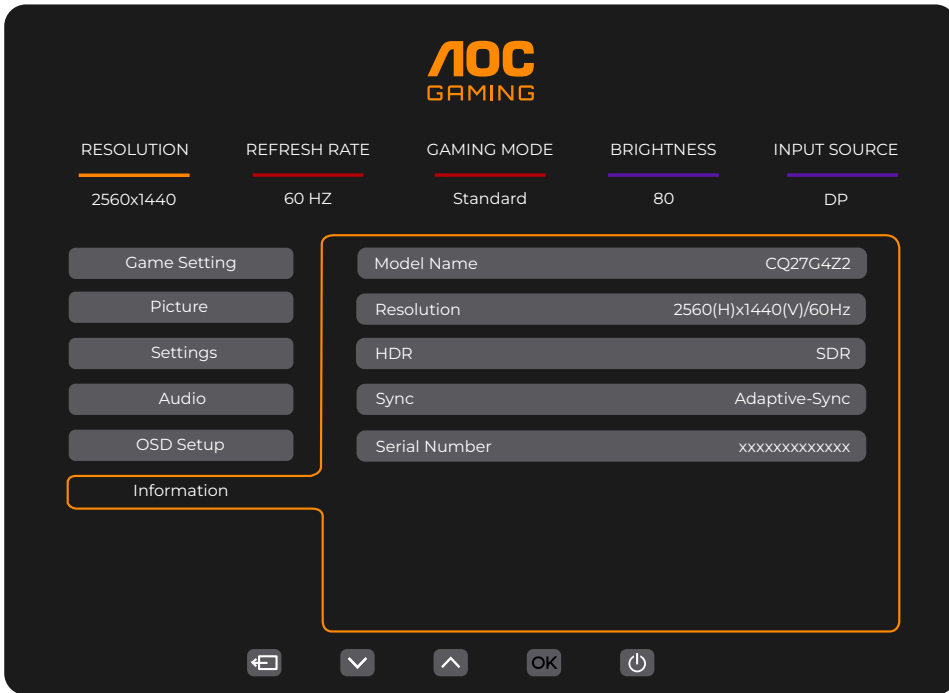 AOC
GAMING
RESOLUTION REFRESH RATE GAMING MODE BRIGHTNESS INPUT SOURCE
2560x1440 60 HZ Standard 80 DP
Game Setting
Picture
Settings
Audio
OSD Setup
Information
Model Name CQ27G4Z2
Resolution 2560(H)x1440(V)/60Hz
HDR SDR
Sync Adaptive-Sync
Serial Number xxxxxxxxxxxxx
OK